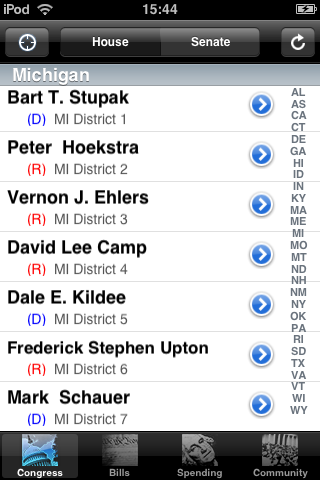 iPod 15:44
House Senate
Michigan
Bart T. Stupak
(D) MI District 1
Peter Hoekstra
(R) MI District 2
Vernon J. Ehlers
(R) MI District 3
David Lee Camp
(R) MI District 4
Dale E. Kildee
(D) MI District 5
Frederick Stephen Upton
(R) MI District 6
Mark Schauer
(D) MI District 7
AL
AS
CA
CT
DE
GA
HI
ID
IN
KY
MA
ME
MI
MO
MT
ND
NH
NM
NY
OK
PA
RI
SD
TX
VA
VT
WI
WY
Congress Bills Spending Community